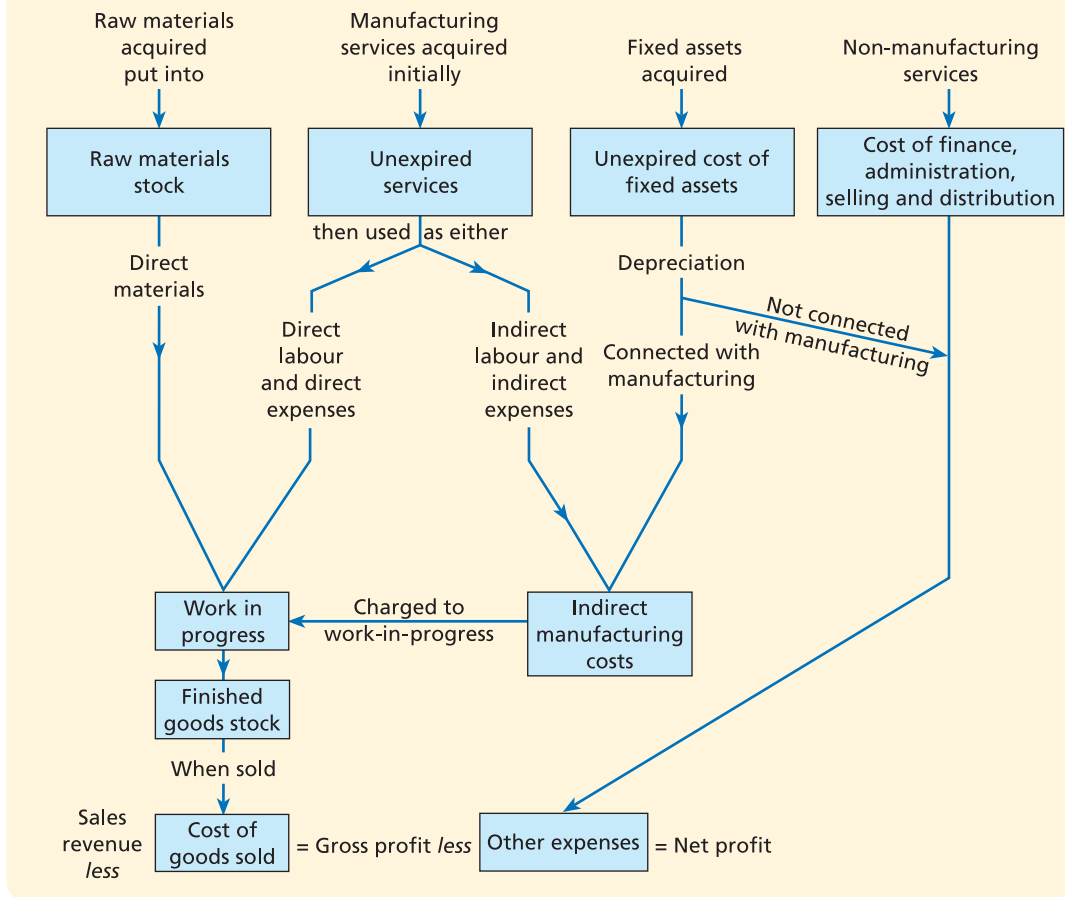 Raw materials
acquired
put into
Manufacturing
services acquired
initially
Fixed assets
acquired
Non-manufacturing
services
Raw materials
stock
Unexpired
services
Unexpired cost of
fixed assets
Cost of finance,
administration,
selling and distribution
then used as either
Direct
materials
Depreciation
Not connected
with manufacturing
Direct
labour
and direct
expenses
Indirect
labour and
indirect
expenses
Connected with
manufacturing
Work in
progress
Charged to
work-in-progress
Indirect
manufacturing
costs
Finished
goods stock
When sold
Sales
revenue
less
Cost of
goods sold
= Gross profit less
Other expenses
= Net profit